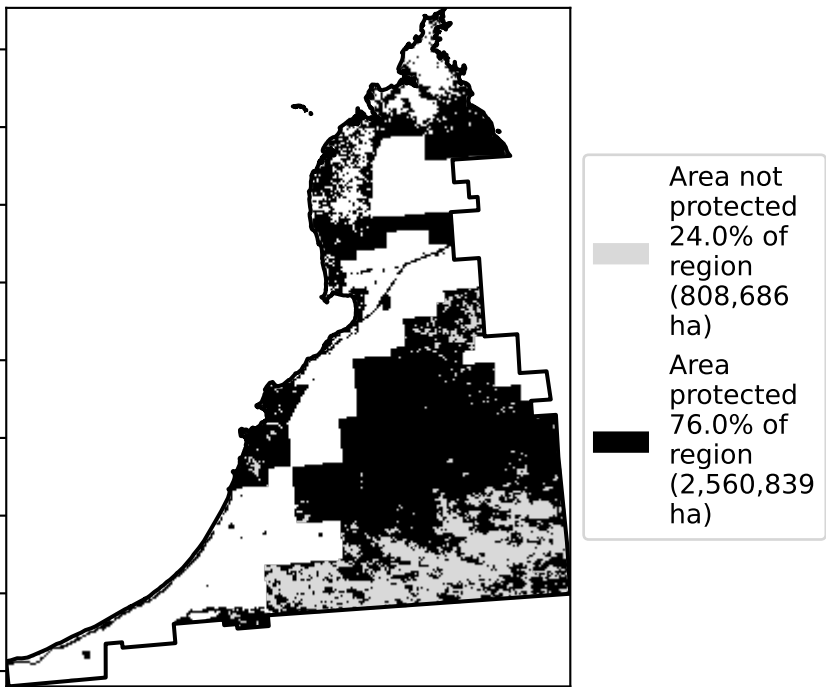 Area not
protected
24.0% of
region
(808,686
ha)
Area
protected
76.0% of
region
(2,560,839
ha)